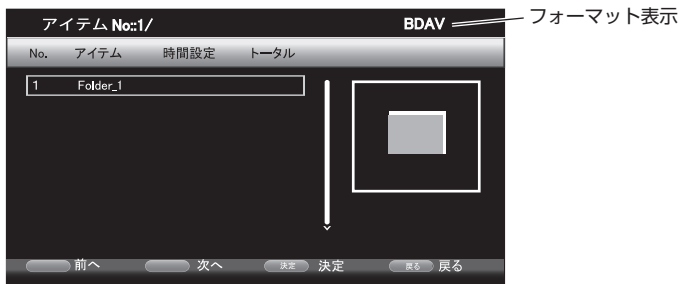 アイテム No.:1/ BDAV フォーマット表示
No. アイテム 時間設定 トータル
1 Folder_1
前へ 次へ 決定 決定 戻る 戻る